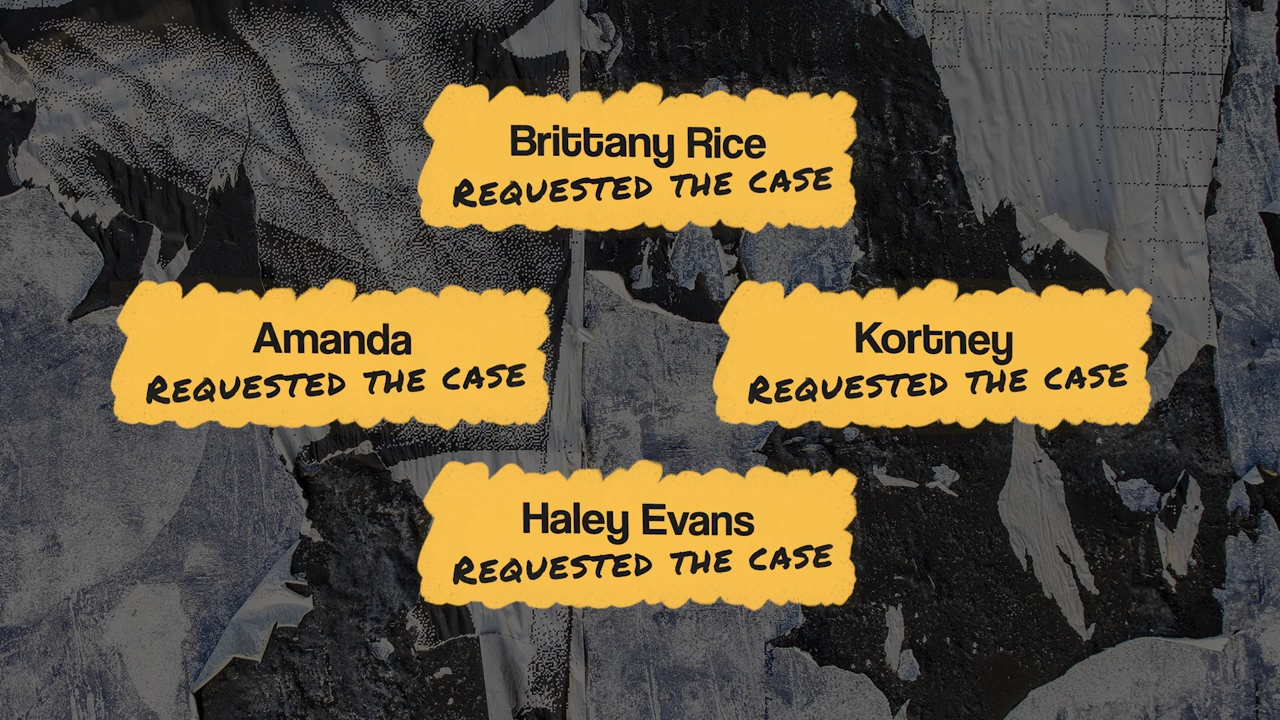 Brittany Rice
REQUESTED THE CASE
Amanda
REQUESTED THE CASE
Kortney
REQUESTED THE CASE
Haley Evans
REQUESTED THE CASE